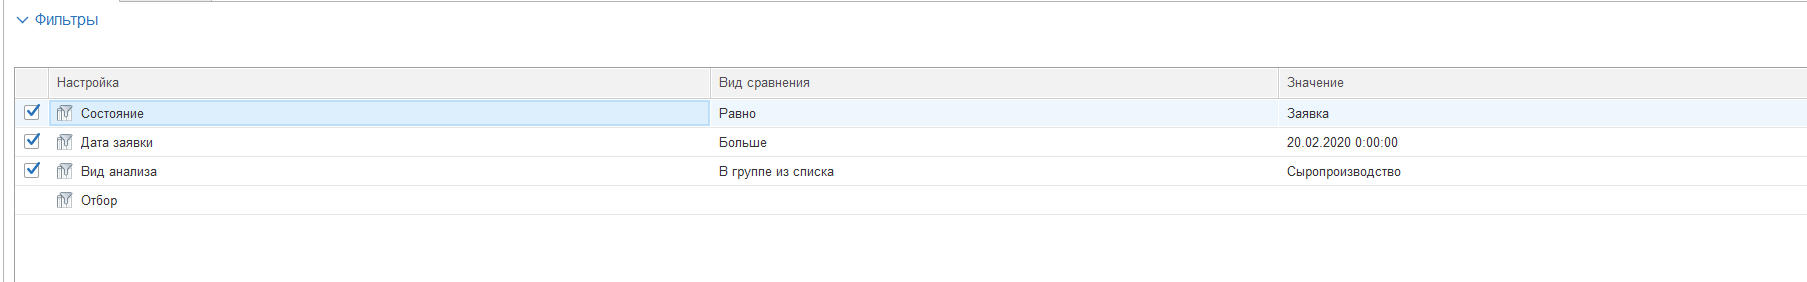 Фильтры
Настройка Вид сравнения Значение
Состояние Равно Заявка
Дата заявки Больше 20.02.2020 0:00:00
Вид анализа В группе из списка Сыропроизводство
Отбор